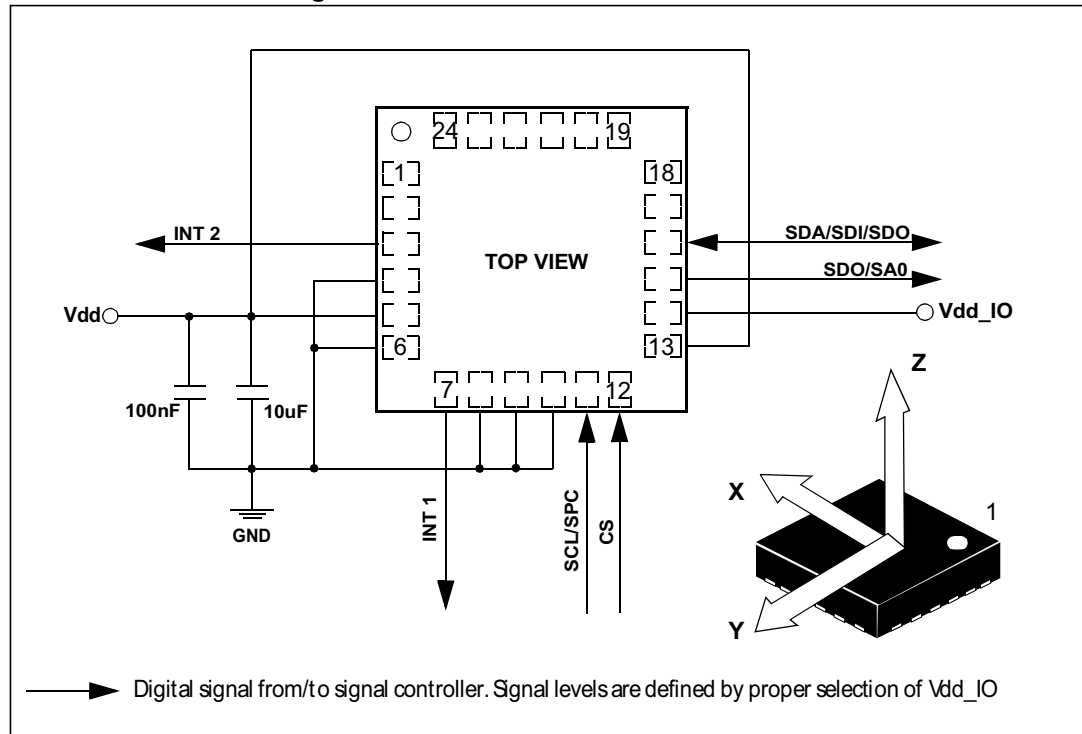 g
24
19
1
18
INT 2
SDA/SDI/SDO
TOP VIEW
SDO/SA0
Vdd
Vdd_IO
6
13
7
12
100nF
10uF
Z
GND
INT 1
SCL/SPC
CS
X
1
Y
Digital signal from/to signal controller. Signal levels are defined by proper selection of Vdd_IO